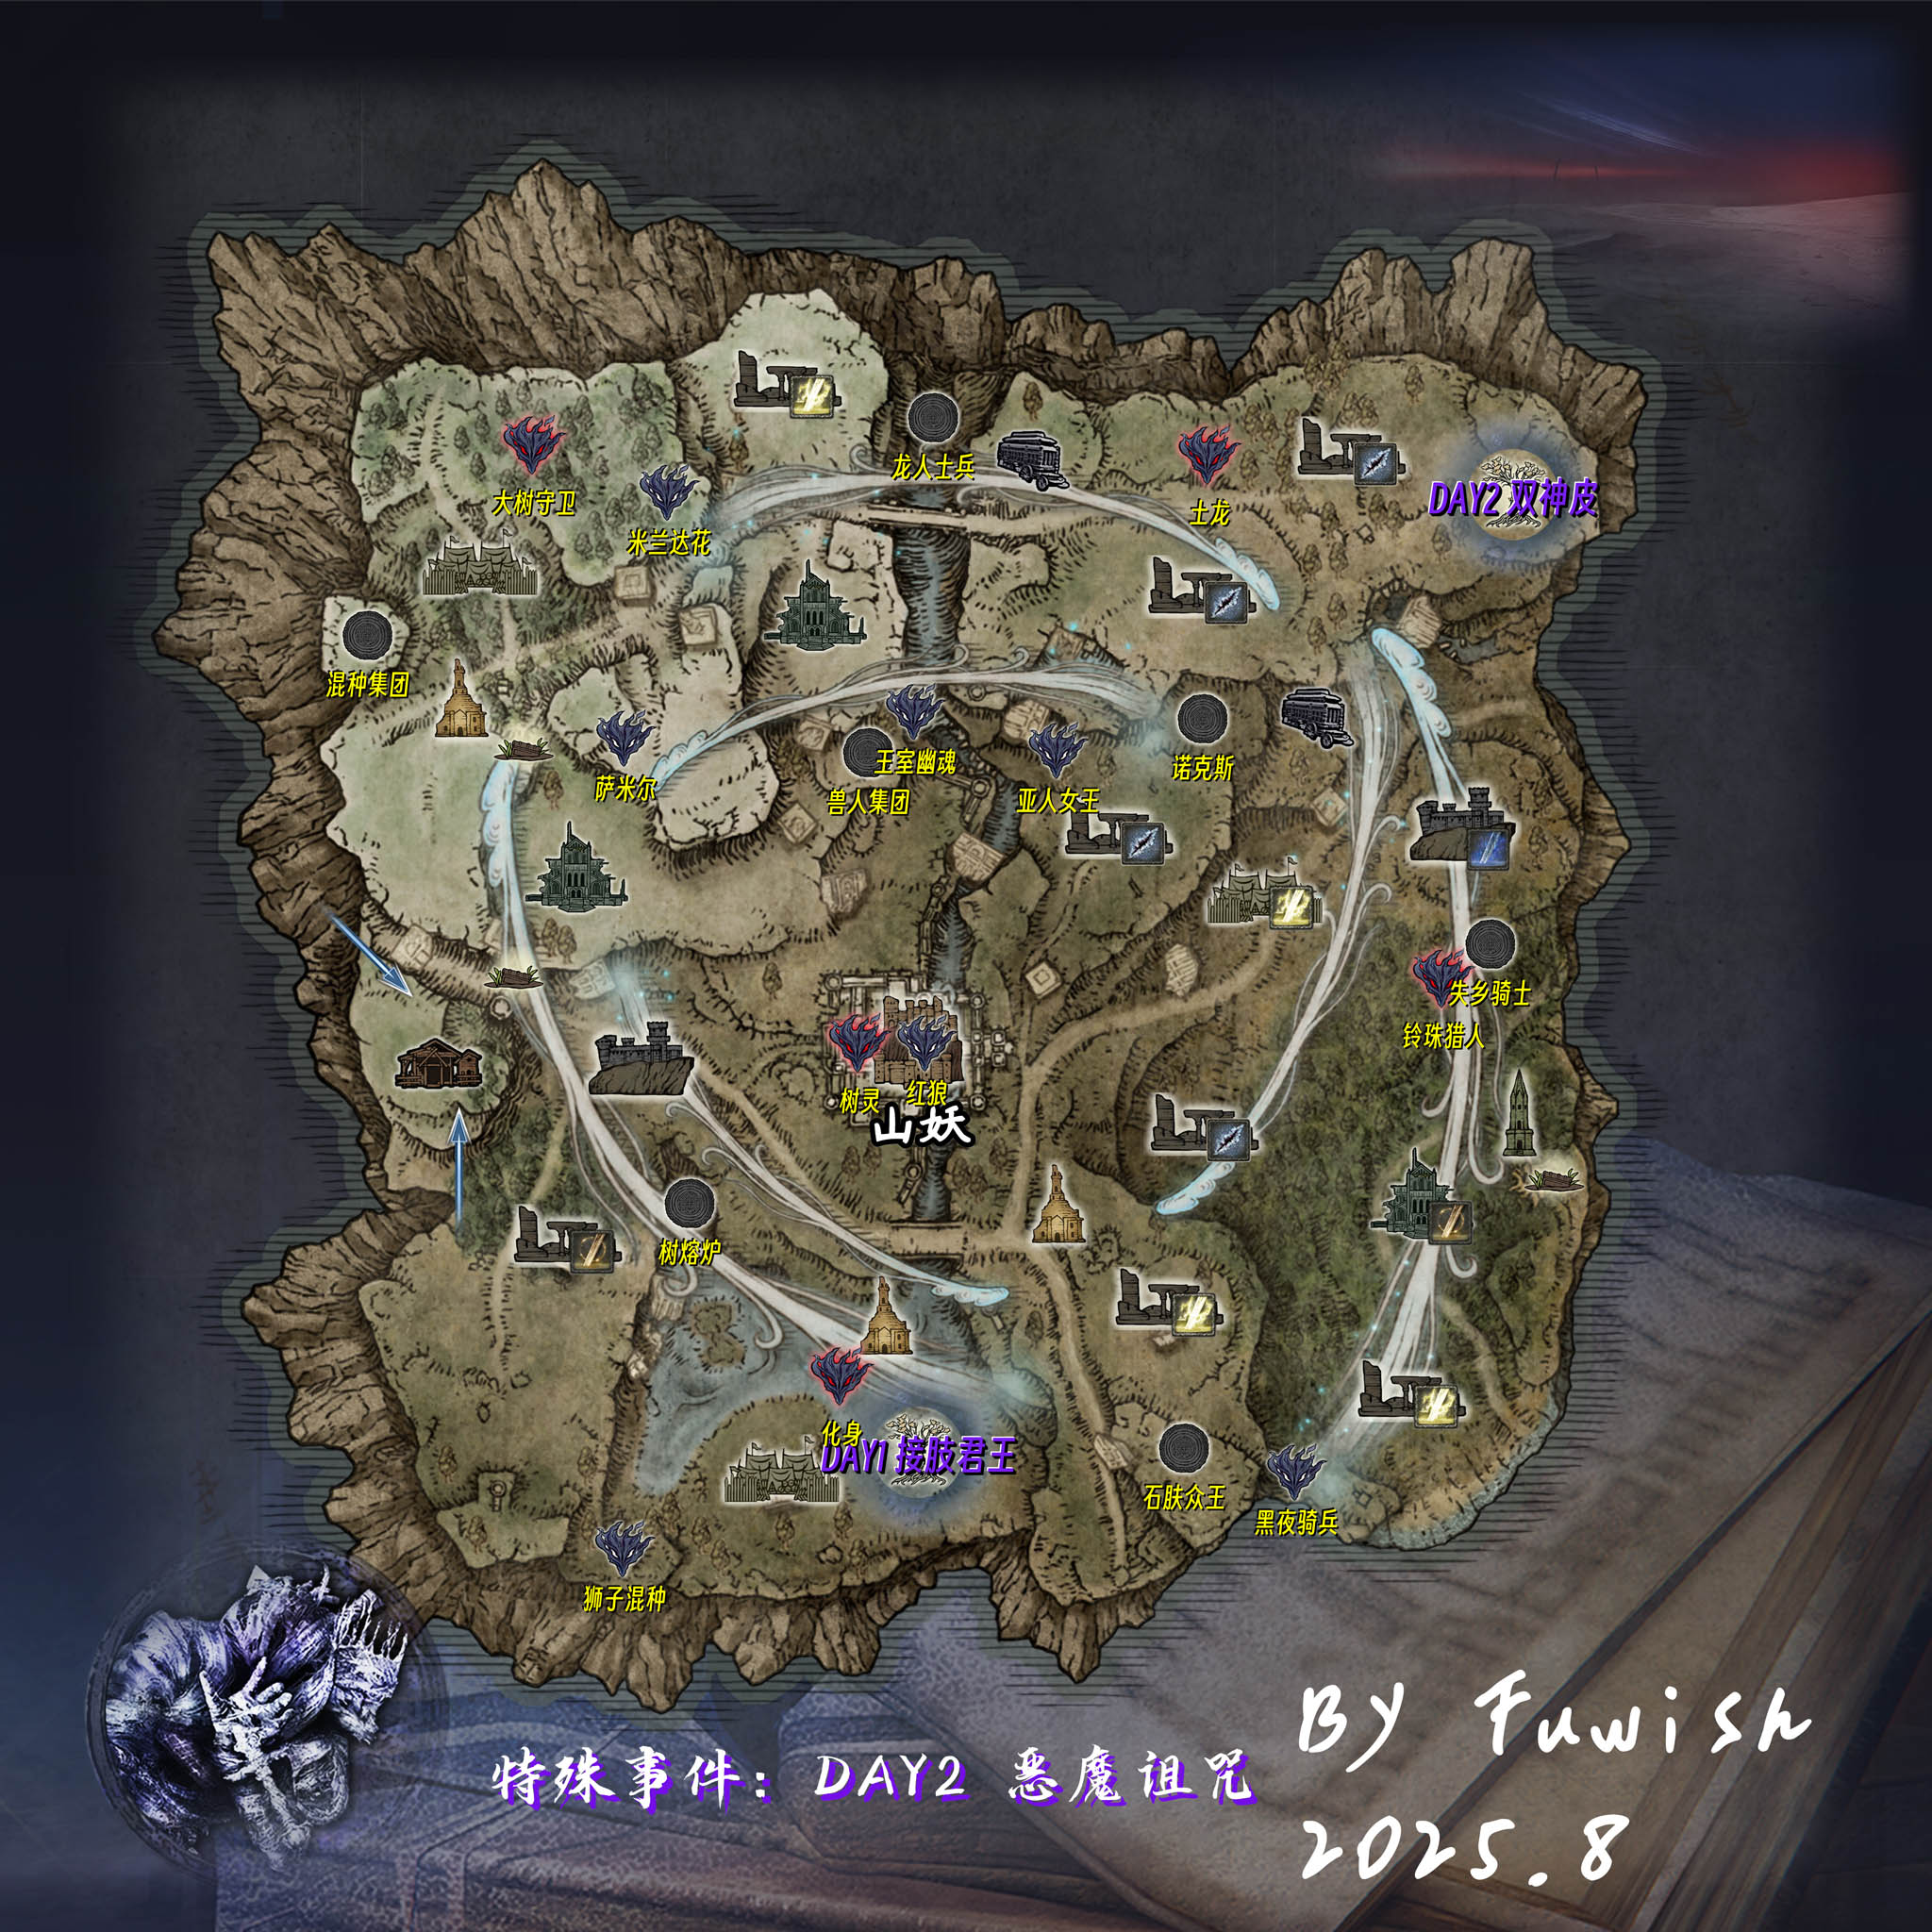 龙人士兵
大树守卫
米兰达花
土龙
DAY2 双神皮
混种集团
萨米尔
王室幽魂
兽人集团
亚人女王
诺克斯
失乡骑士
铃珠猎人
树灵
红狼
山妖
树熔炉
化身
DAY1 接肢君王
石肤众王
黑夜骑兵
狮子混种
特殊事件：DAY2 恶魔诅咒
By Fuwish
2025.8